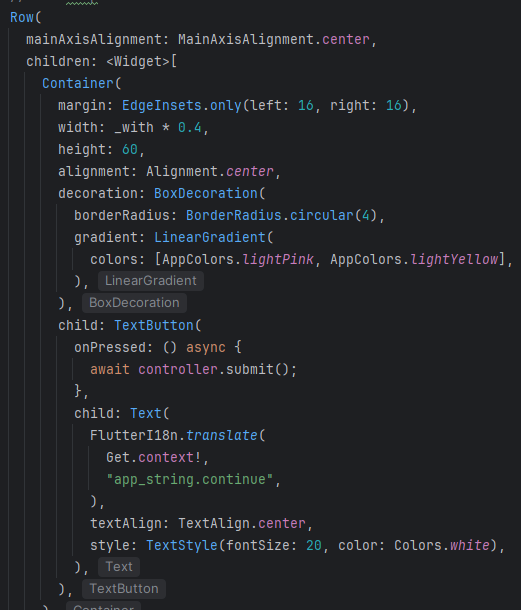 Row(
mainAxisAlignment: MainAxisAlignment.center,
children: <Widget>[
Container(
margin: EdgeInsets.only(left: 16, right: 16),
width: _with * 0.4,
height: 60,
alignment: Alignment.center,
decoration: BoxDecoration(
borderRadius: BorderRadius.circular(4),
gradient: LinearGradient(
colors: [AppColors.lightPink, AppColors.lightYellow],
), LinearGradient
), BoxDecoration
child: TextButton(
onPressed: () async {
await controller.submit();
},
child: Text(
FlutterI18n.translate(
Get.context!,
"app_string.continue",
),
textAlign: TextAlign.center,
style: TextStyle(fontSize: 20, color: Colors.white),
), Text
), TextButton
), Container